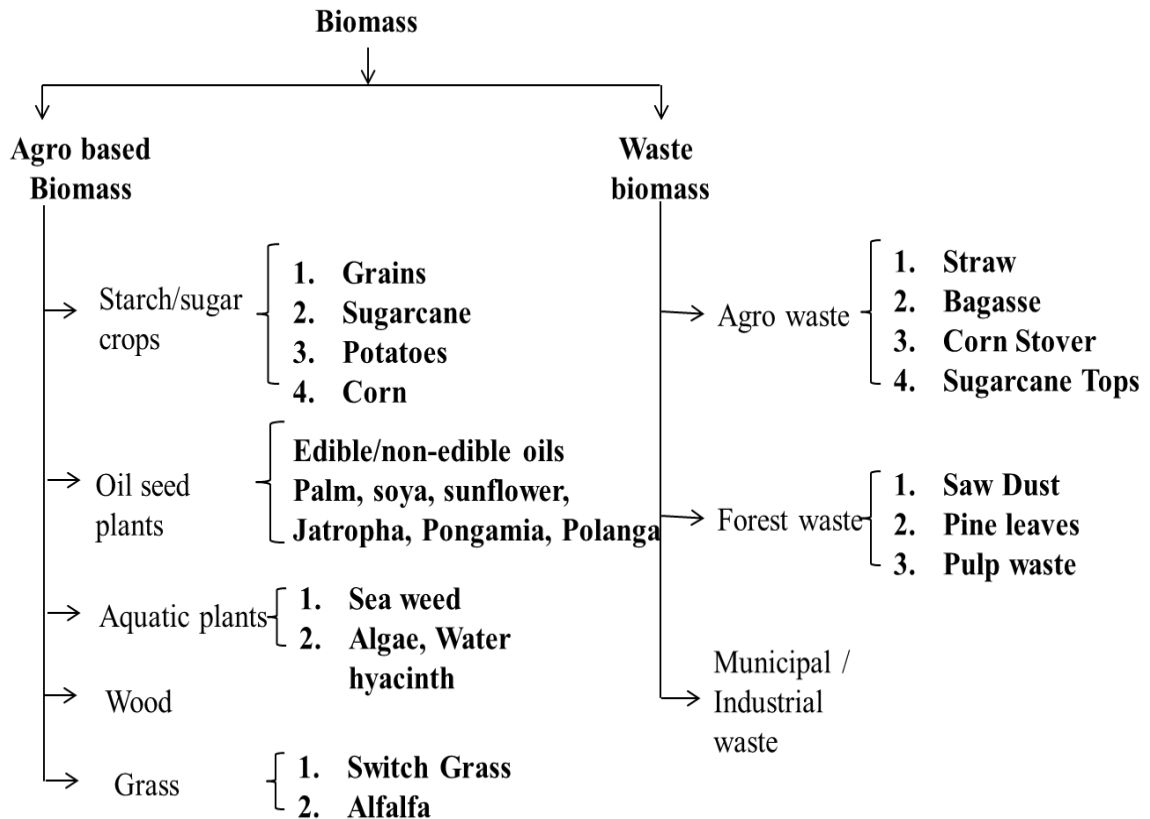 Biomass
Agro based
Biomass
Starch/sugar
crops
1. Grains
2. Sugarcane
3. Potatoes
4. Corn
Oil seed
plants
Edible/non-edible oils
Palm, soya, sunflower,
Jatropha, Pongamia, Polanga
Aquatic plants
1. Sea weed
2. Algae, Water
hyacinth
Wood
Grass
1. Switch Grass
2. Alfalfa
Waste
biomass
Agro waste
1. Straw
2. Bagasse
3. Corn Stover
4. Sugarcane Tops
Forest waste
1. Saw Dust
2. Pine leaves
3. Pulp waste
Municipal /
Industrial
waste